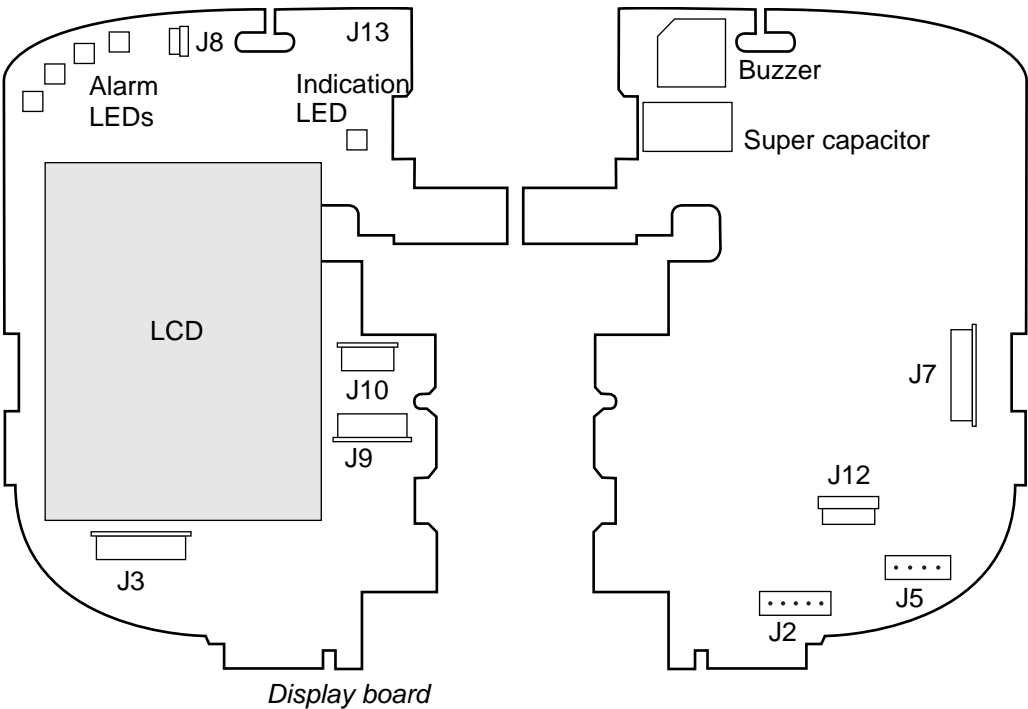 J8
J13
Buzzer
Alarm
LEDs
Indication
LED
Super capacitor
LCD
J10
J7
J9
J12
J3
J5
J2
Display board